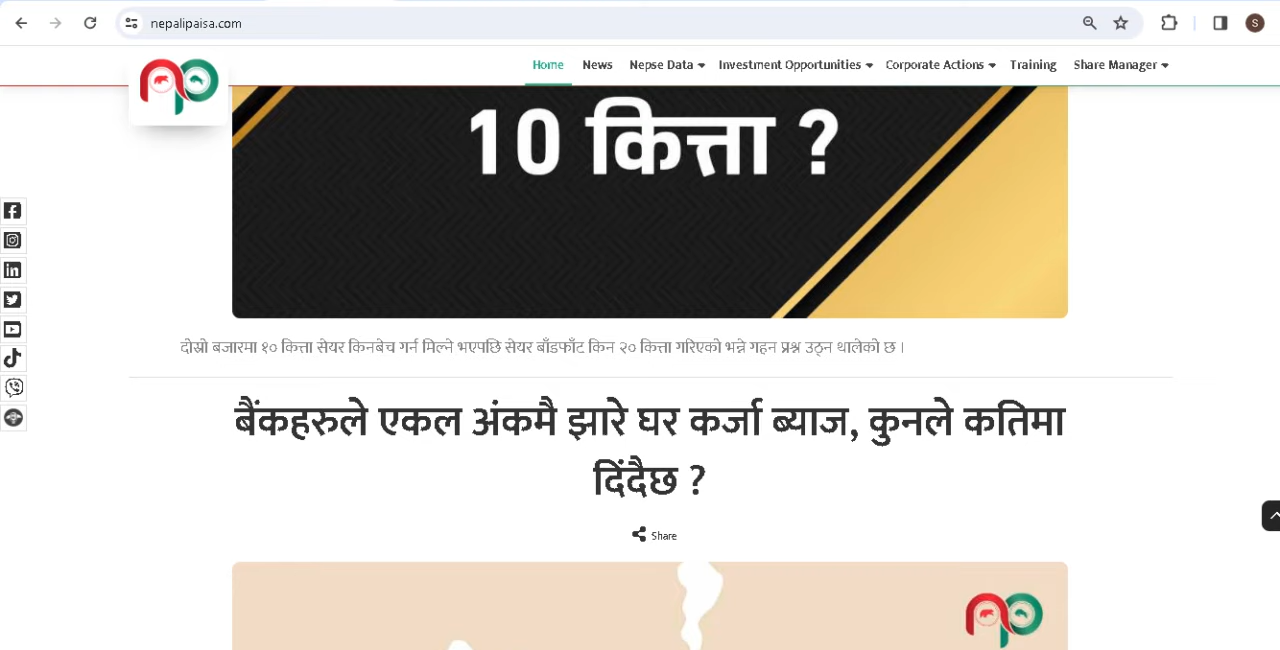 nepalipaisa.com
S
Home News Nepse Data Investment Opportunities Corporate Actions Training Share Manager
10 कित्ता ?
दोस्रो बजारमा १० कित्ता सेयर किनबेच गर्न मिल्ने भएपछि सेयर बाँडफाँट किन २० कित्ता गरिएको भन्ने गहन प्रश्न उठ्न थालेको छ ।
बैंकहरुले एकल अंकमै झारे घर कर्जा ब्याज, कुनले कतिमा
दिंदैछ ?
Share